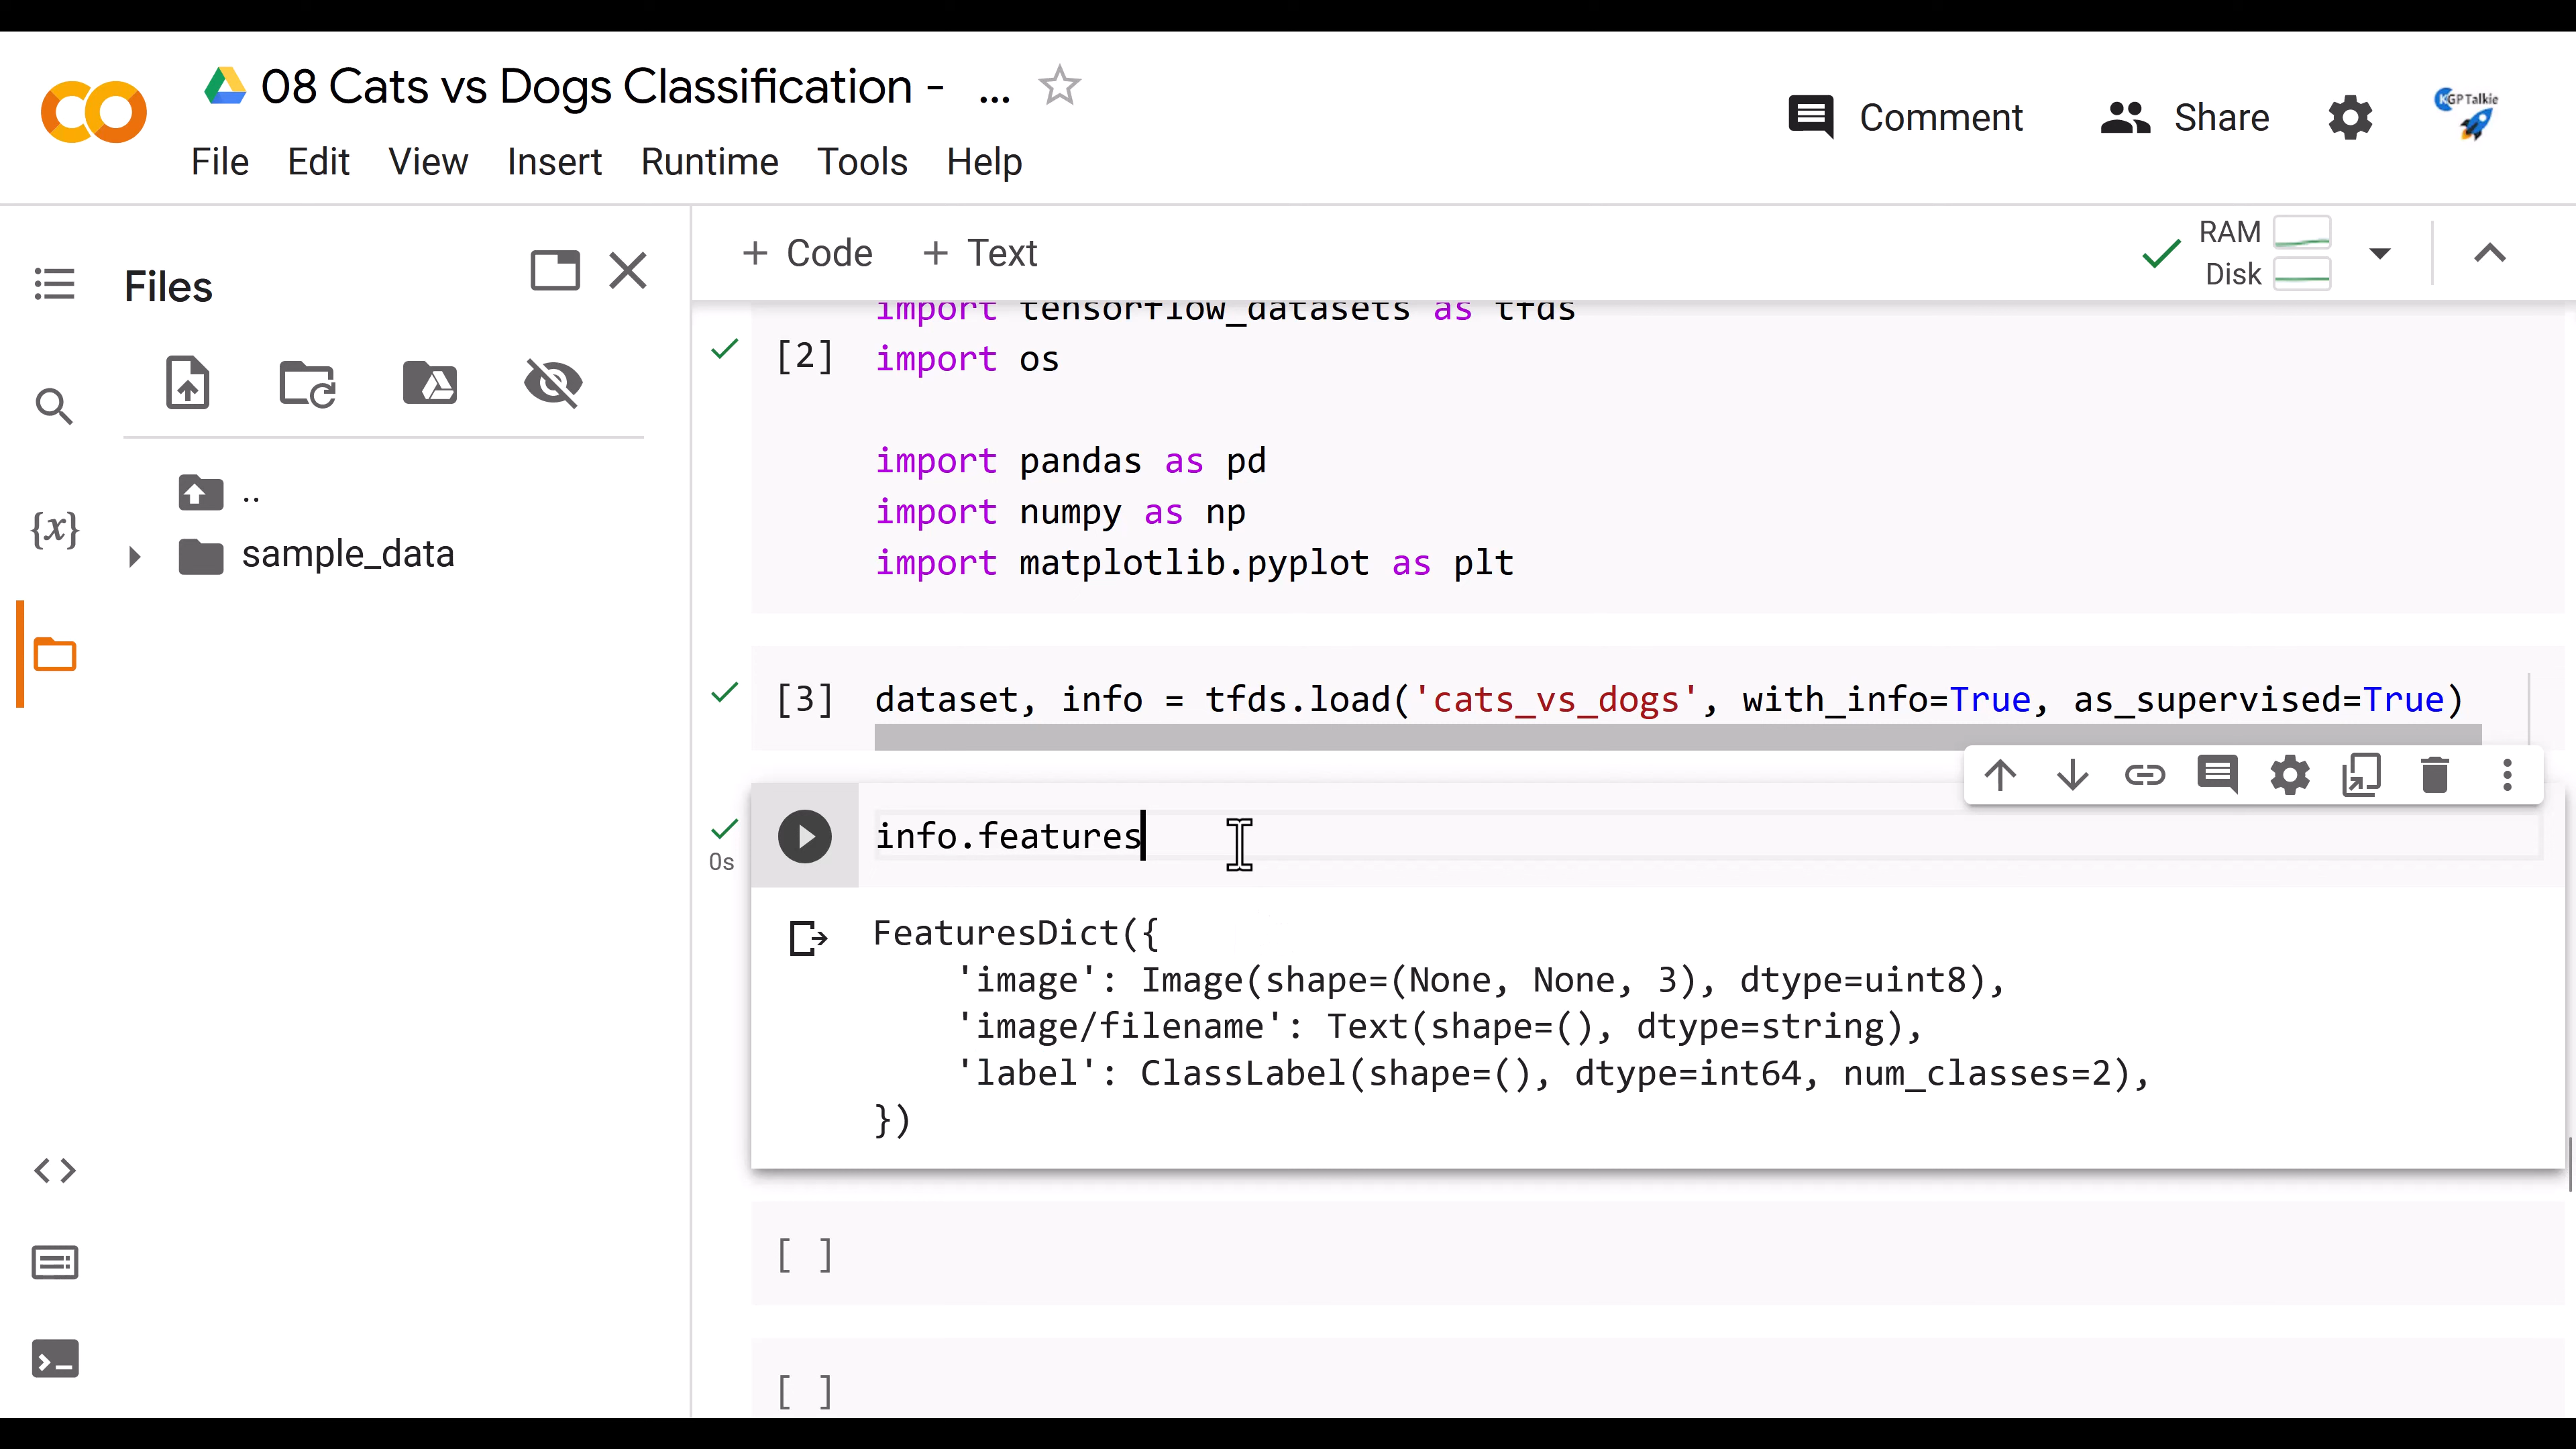 08 Cats vs Dogs Classification - ...
File Edit View Insert Runtime Tools Help
Comment
Share
KGPTalkie
Files
+ Code + Text
RAM
Disk
..
sample_data
{x}
import tensorflow_datasets as tfds
[2] import os
import pandas as pd
import numpy as np
import matplotlib.pyplot as plt
[3] dataset, info = tfds.load('cats_vs_dogs', with_info=True, as_supervised=True)
info.features
0s
FeaturesDict({
'image': Image(shape=(None, None, 3), dtype=uint8),
'image/filename': Text(shape=(), dtype=string),
'label': ClassLabel(shape=(), dtype=int64, num_classes=2),
})
[ ]
[ ]